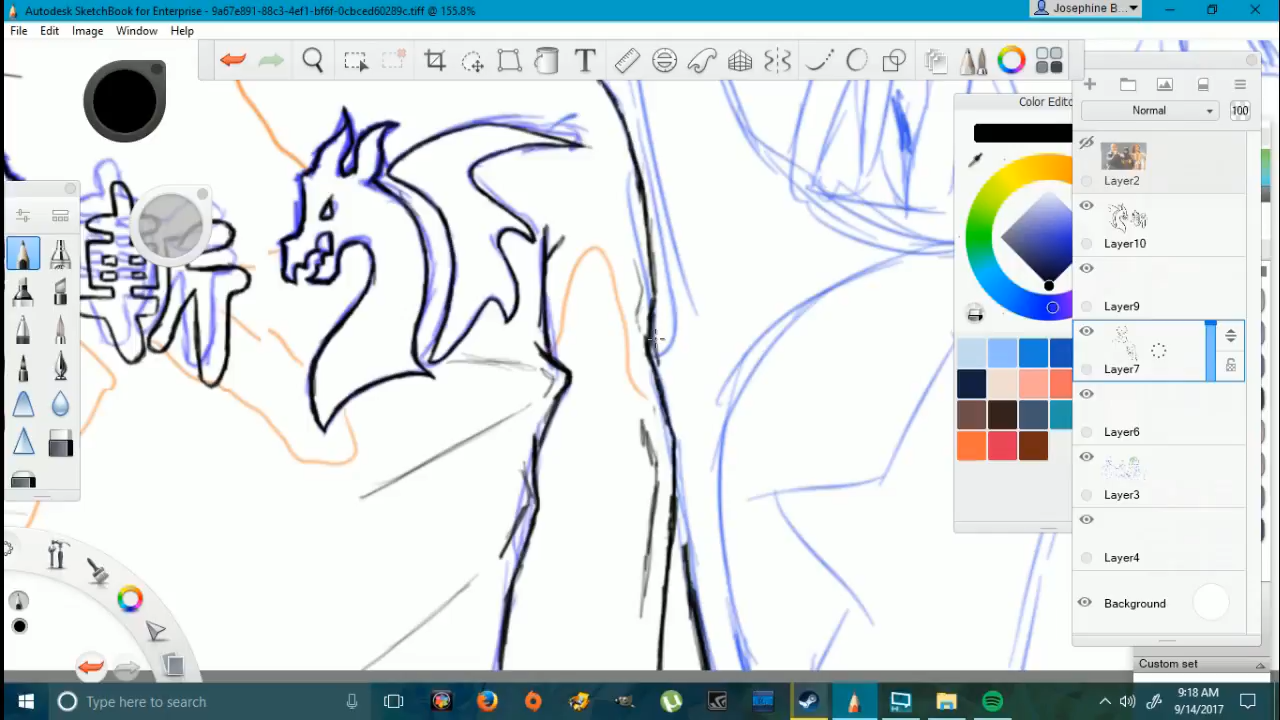 Autodesk SketchBook for Enterprise - 9a67e891-88c3-4ef1-bf6f-0cbced60289c.tiff @ 155.8%
Josephine B...
File Edit Image Window Help
T
Color Edito
Normal
100
Layer2
Layer10
Layer9
Layer7
Layer6
Layer3
Layer4
Background
Custom set
Type here to search
9:18 AM
9/14/2017